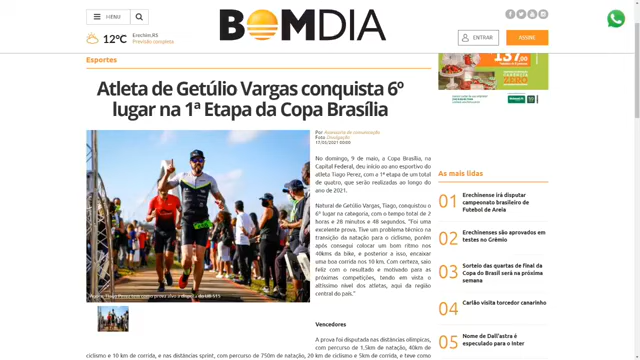 MENU
BOMDIA
12°C
Erechim,RS
Previsão completa
ENTRAR
ASSINE
Esportes
137,00
Atleta de Getúlio Vargas conquista 6º
lugar na 1ª Etapa da Copa Brasília
Por Assessoria de comunicação
Foto Divulgação
No domingo, 9 de maio, a Copa Brasília, na
Capital Federal, deu início ao ano esportivo do
atleta Tiago Perez, com a 1ª etapa de um total
de quatro, que serão realizadas ao longo do
ano de 2021.
Natural de Getúlio Vargas, Tiago, conquistou o
6º lugar na categoria, com o tempo total de 2
horas e 28 minutos e 48 segundos. "Foi uma
excelente prova. Tive um problema técnico na
transição da natação para o ciclismo, porém
após consegui colocar um bom ritmo nos
40kms da bike, e posterior a isso, encaixar
uma boa corrida nos 10 km. Com certeza, saio
feliz com o resultado e motivado para as
próximas competições, tendo em vista o
altíssimo nível dos atletas, aqui da região
central do país."
Vencedores
A prova foi disputada nas distâncias olímpicas,
com percurso de 1,5km de natação, 40km de
ciclismo e 10 km de corrida, e nas distâncias sprint, com percurso de 750m de natação, 20 km de ciclismo e 5km de corrida, e teve como
As mais lidas
01 Erechinense irá disputar
campeonato brasileiro de
Futebol de Areia
02 Erechinenses são aprovados em
testes no Grêmio
03 Sorteio das quartas de final da
Copa do Brasil será na próxima
semana
04 Carlão visita torcedor canarinho
05 Nome de Dall'astra é
especulado para o Inter